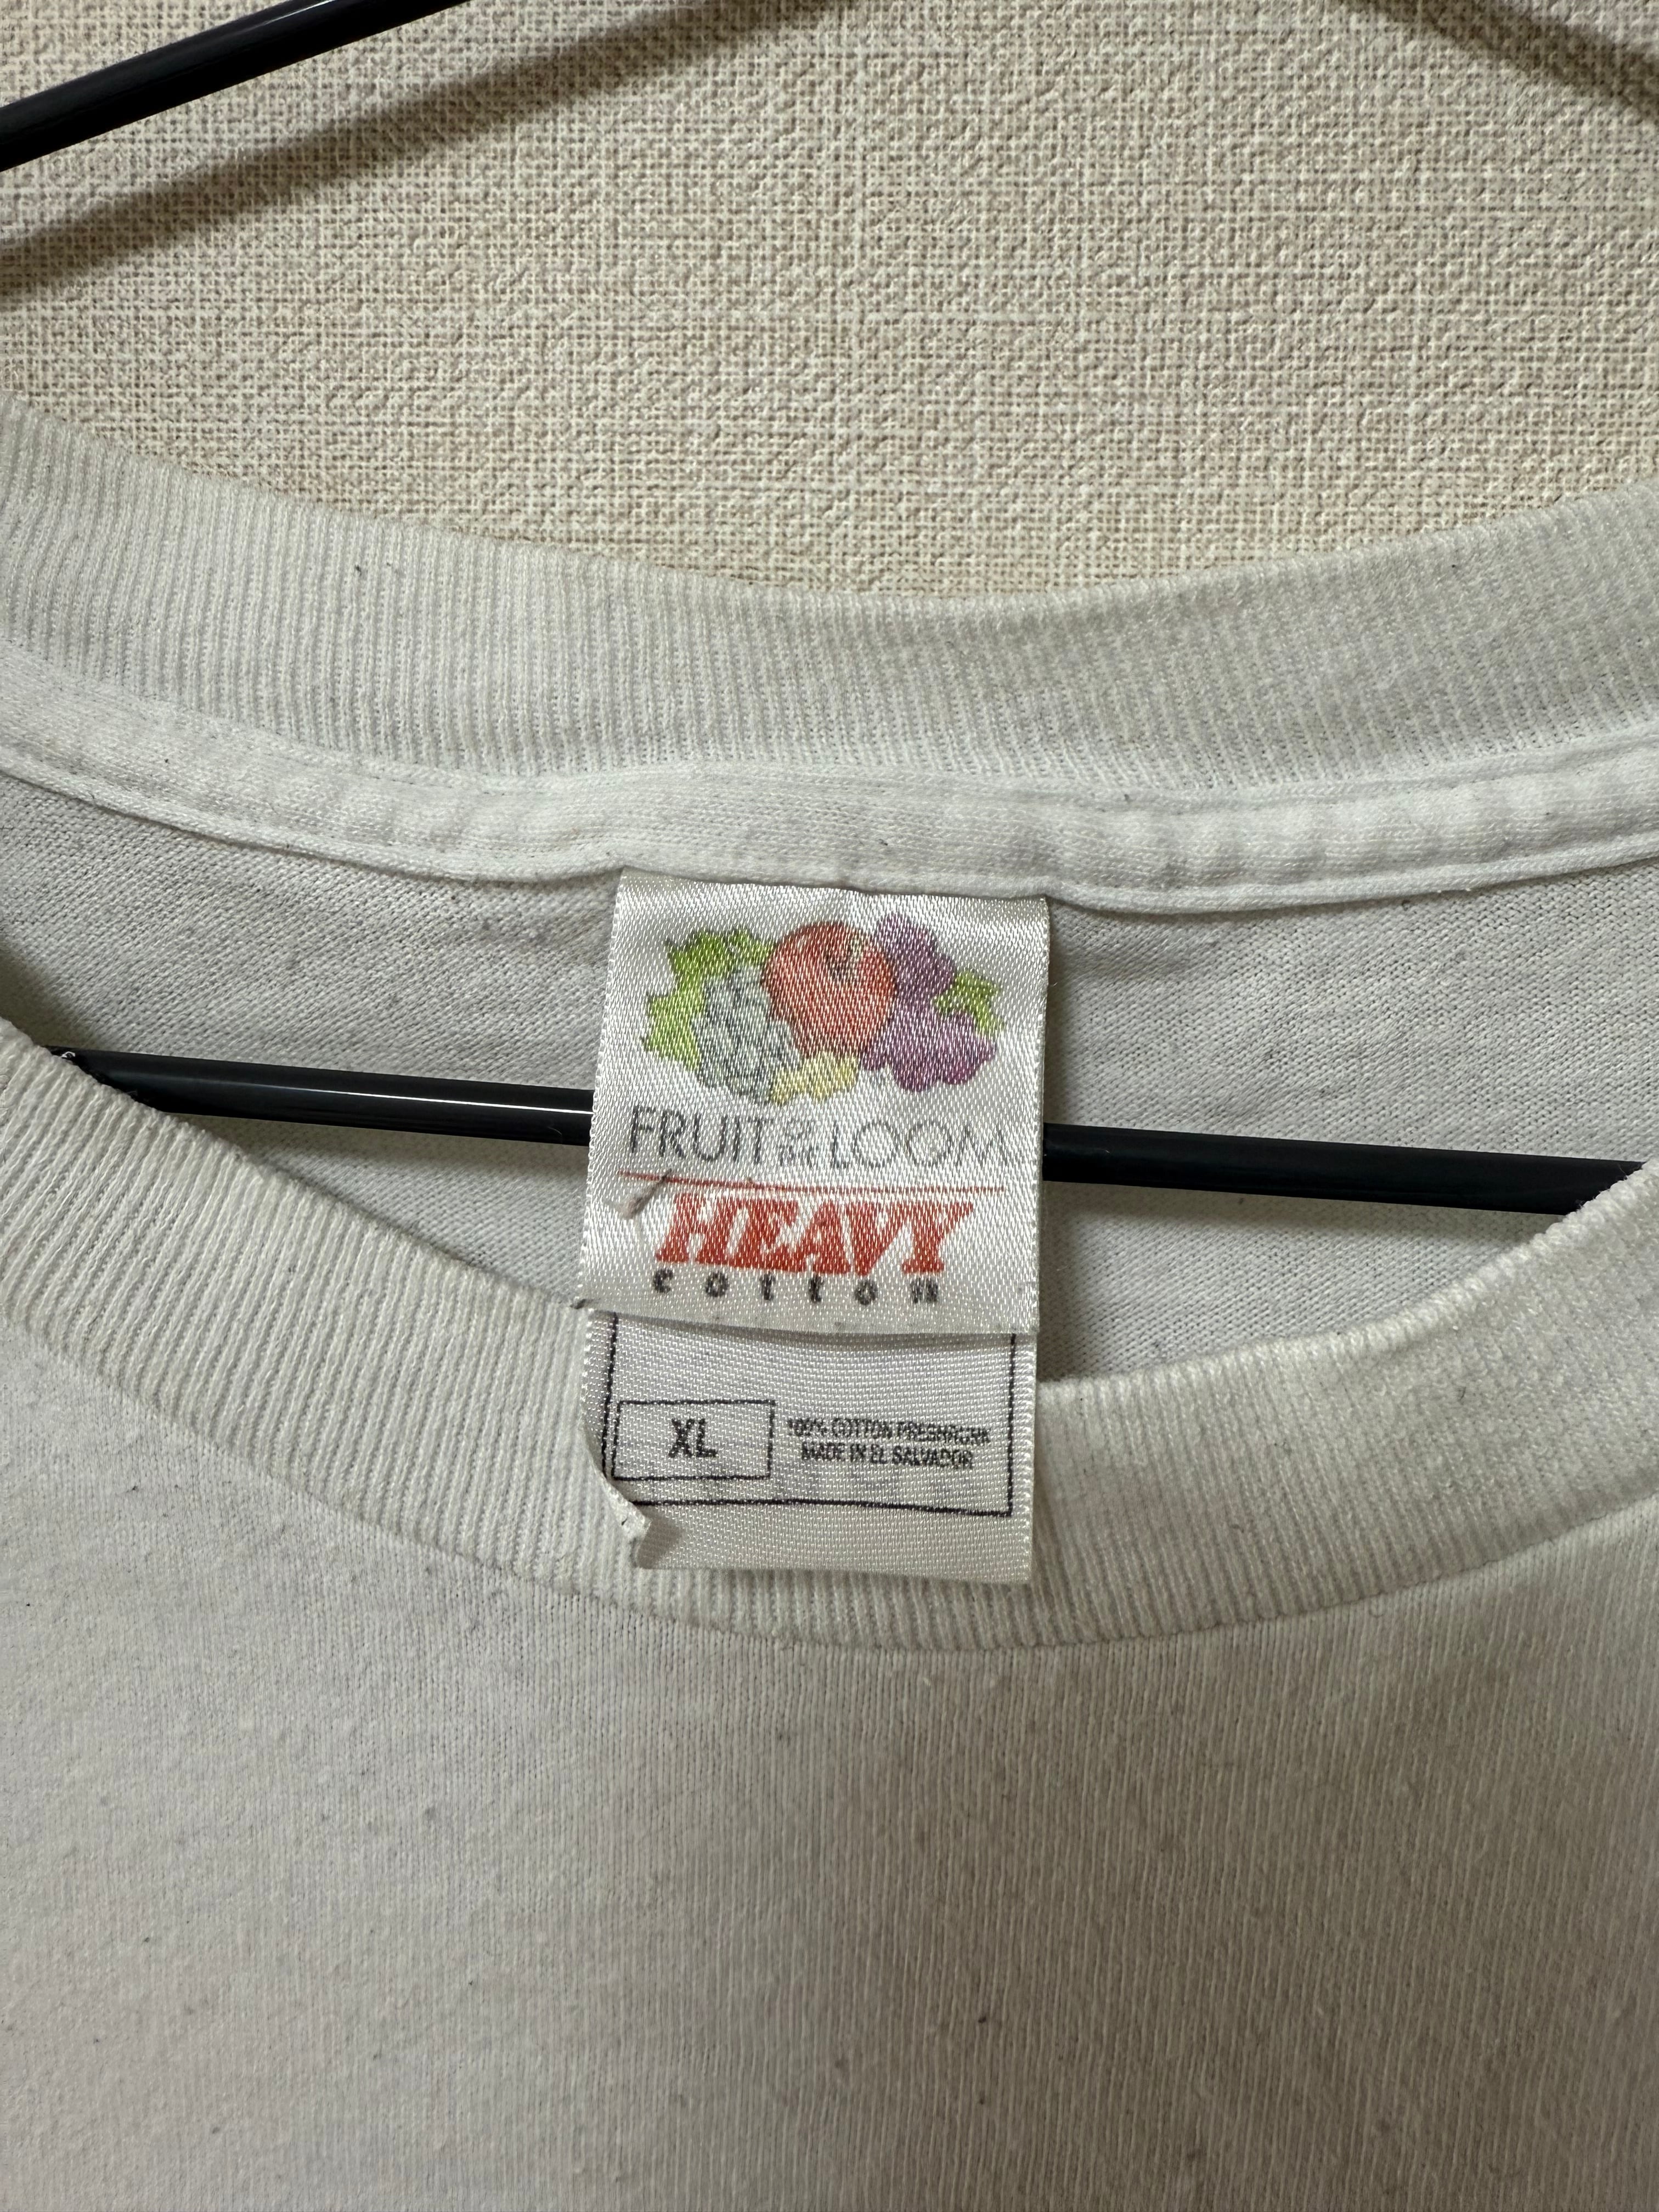 FRUIT OF THE LOOM
HEAVY
cotton
XL
100% COTTON PRESHRUNK
MADE IN EL SALVADOR